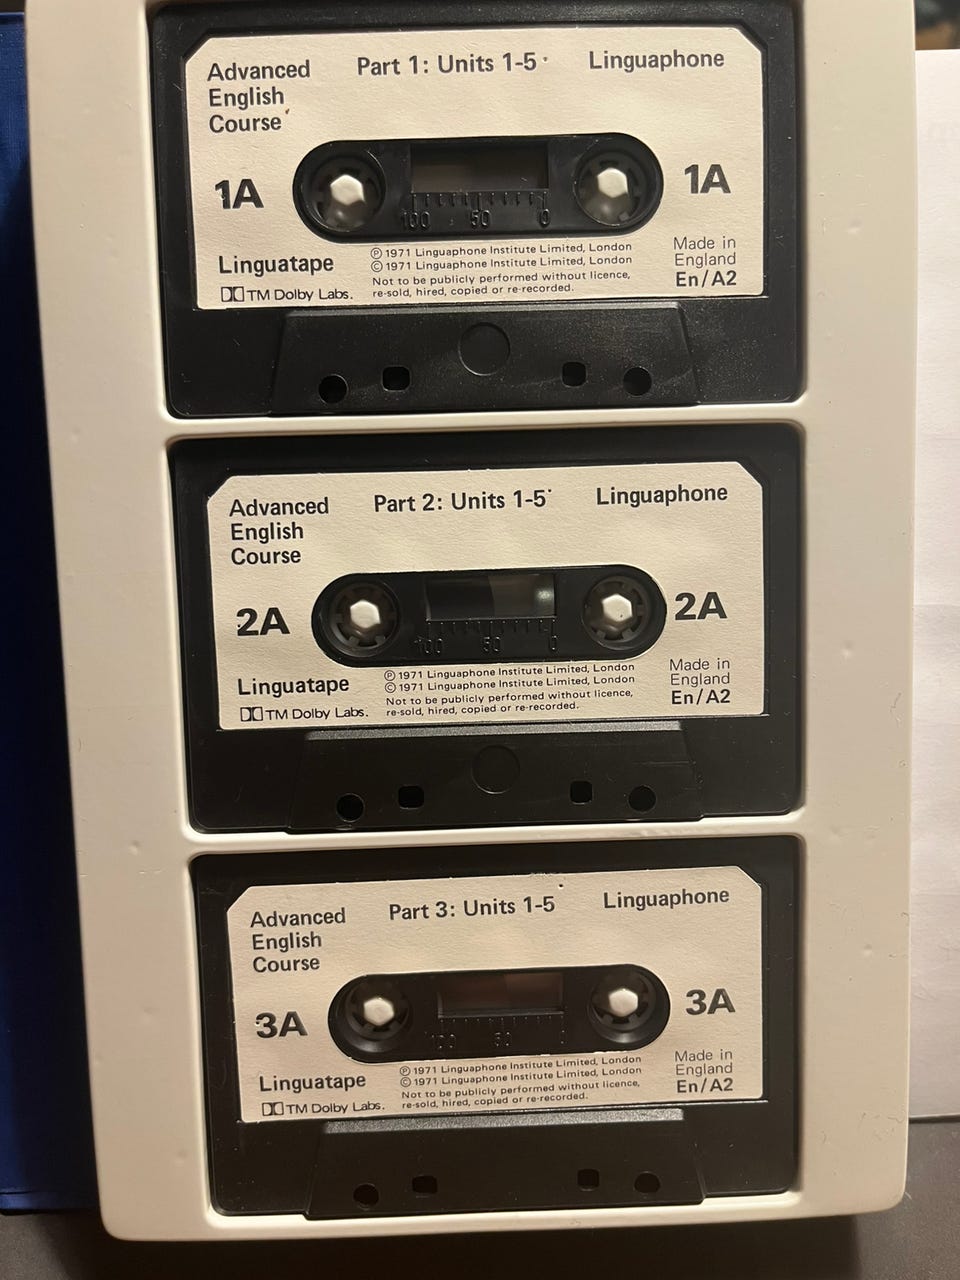 Advanced English Course
Part 1: Units 1-5
Linguaphone
1A
1A
100 50 0
Linguatape
TM Dolby Labs.
Ⓟ 1971 Linguaphone Institute Limited, London
© 1971 Linguaphone Institute Limited, London
Not to be publicly performed without licence,
re-sold, hired, copied or re-recorded.
Made in
England
En/A2
Advanced
English
Course
Part 2: Units 1-5
Linguaphone
2A
2A
100 50 0
Linguatape
TM Dolby Labs.
Ⓟ 1971 Linguaphone Institute Limited, London
© 1971 Linguaphone Institute Limited, London
Not to be publicly performed without licence,
re-sold, hired, copied or re-recorded.
Made in
England
En/A2
Advanced
English
Course
Part 3: Units 1-5
Linguaphone
3A
3A
100 50 0
Linguatape
TM Dolby Labs.
Ⓟ 1971 Linguaphone Institute Limited, London
© 1971 Linguaphone Institute Limited, London
Not to be publicly performed without licence,
re-sold, hired, copied or re-recorded.
Made in
England
En/A2